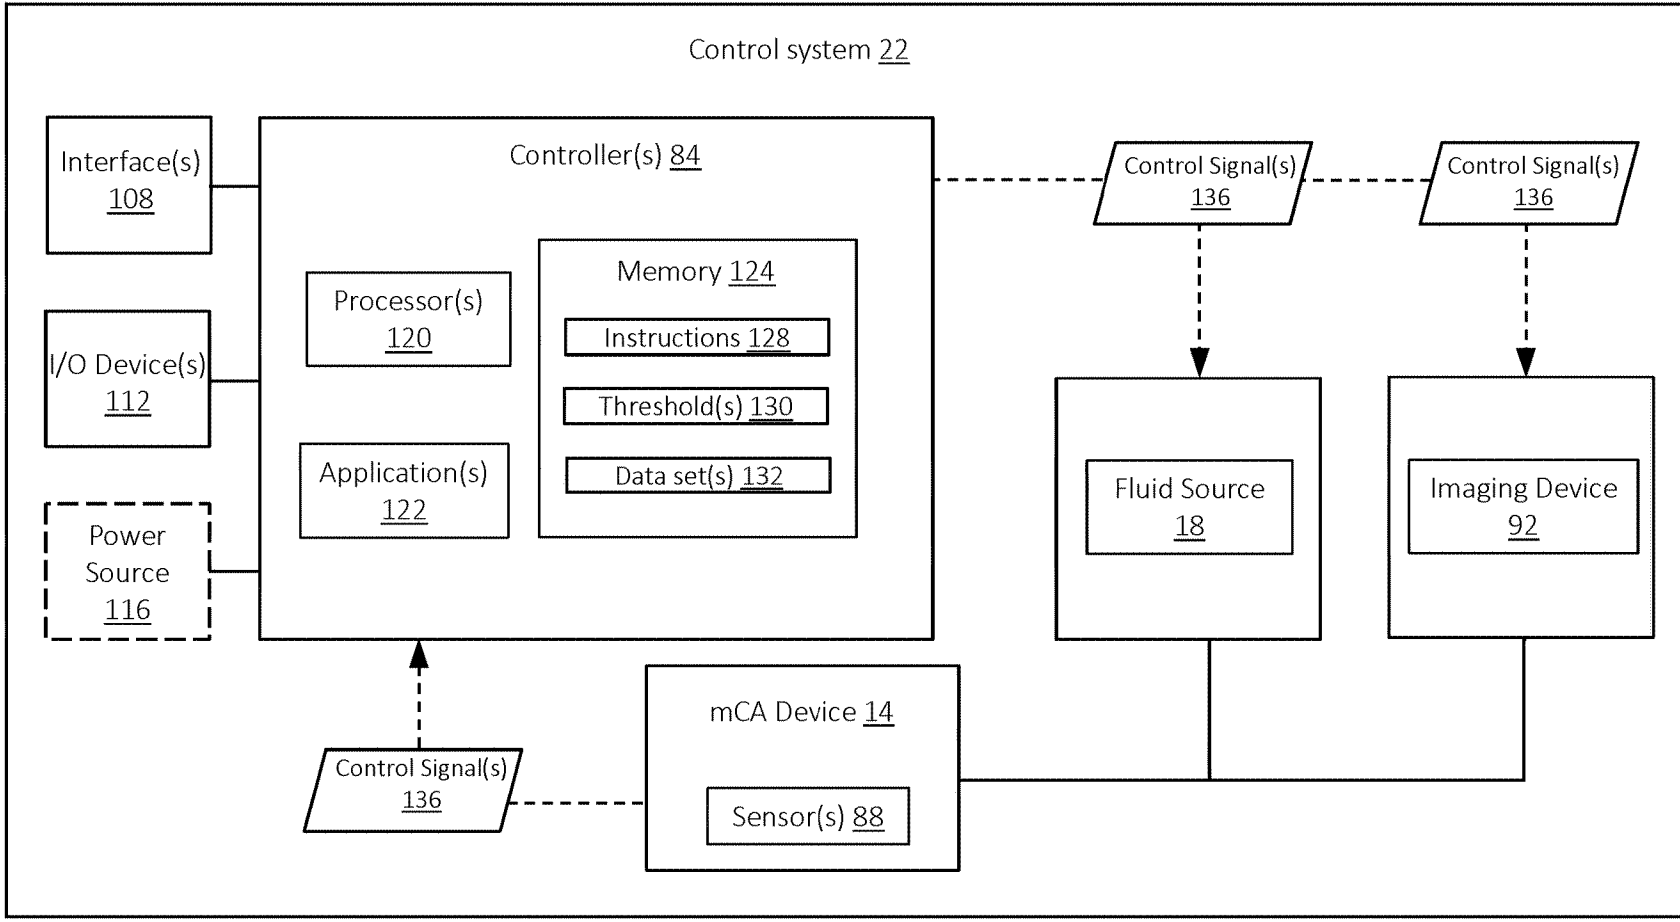 Control system 22
Interface(s)
108
I/O Device(s)
112
Power
Source
116
Controller(s) 84
Processor(s)
120
Application(s)
122
Memory 124
Instructions 128
Threshold(s) 130
Data set(s) 132
Control Signal(s)
136
Control Signal(s)
136
Fluid Source
18
Imaging Device
92
mCA Device 14
Sensor(s) 88
Control Signal(s)
136